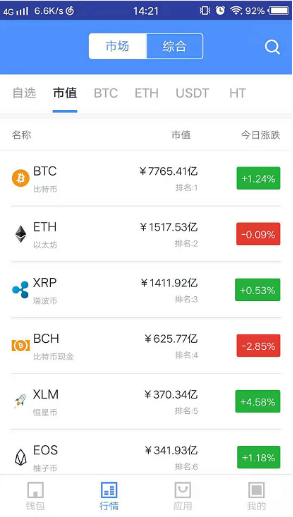 4G 6.6K/s 14:21 92%
市场 综合
自选 市值 BTC ETH USDT HT
名称 市值 今日涨跌
BTC ¥7765.41亿 +1.24%
比特币 排名:1
ETH ¥1517.53亿 -0.09%
以太坊 排名:2
XRP ¥1411.92亿 +0.53%
瑞波币 排名:3
BCH ¥625.77亿 -2.85%
比特币现金 排名:4
XLM ¥370.34亿 +4.58%
恒星币 排名:5
EOS ¥341.93亿 +1.18%
柚子币 排名:6
钱包 行情 应用 我的